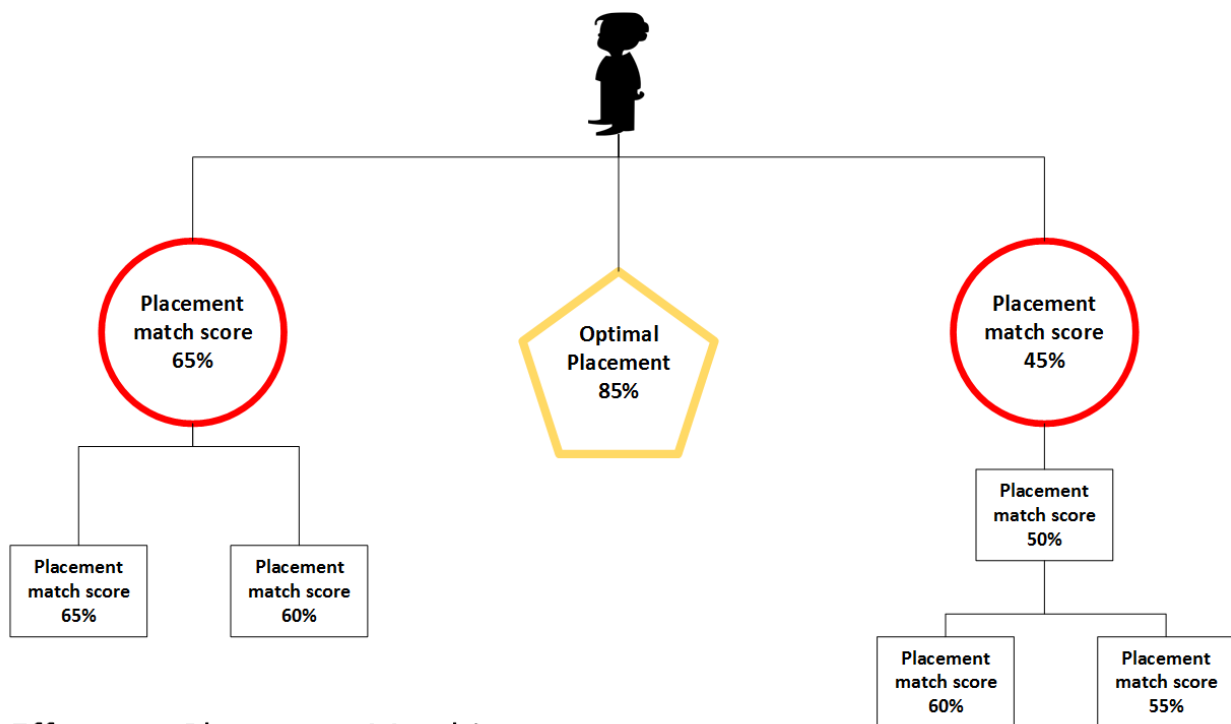 Placement
match score
65%
Optimal
Placement
85%
Placement
match score
45%
Placement
match score
50%
Placement
match score
65%
Placement
match score
60%
Placement
match score
60%
Placement
match score
55%